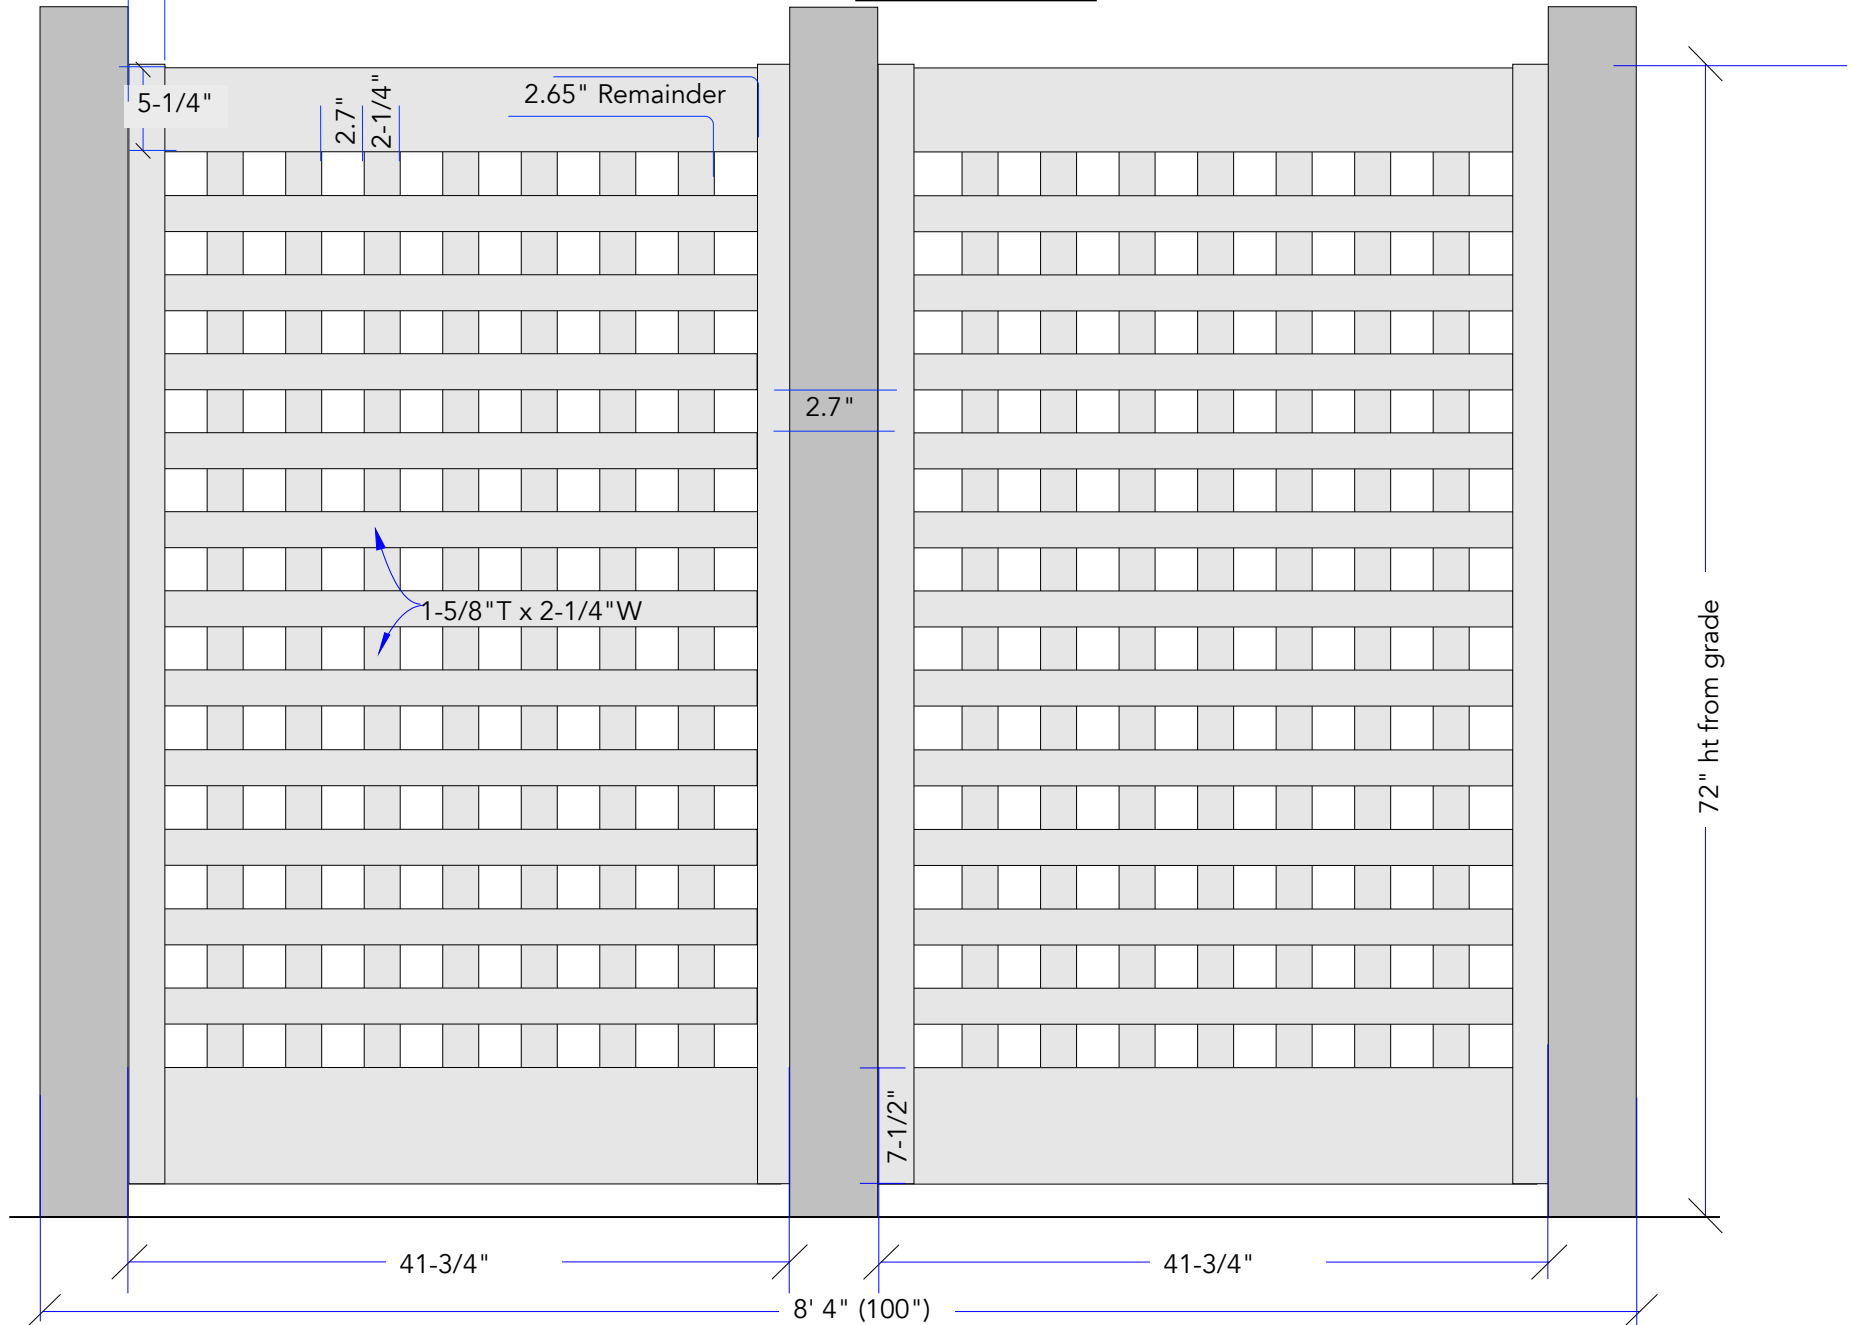 5-1/4"
2.7"
2-1/4"
2.65" Remainder
2.7"
1-5/8"T x 2-1/4"W
72" ht from grade
7-1/2"
41-3/4"
41-3/4"
8' 4" (100")